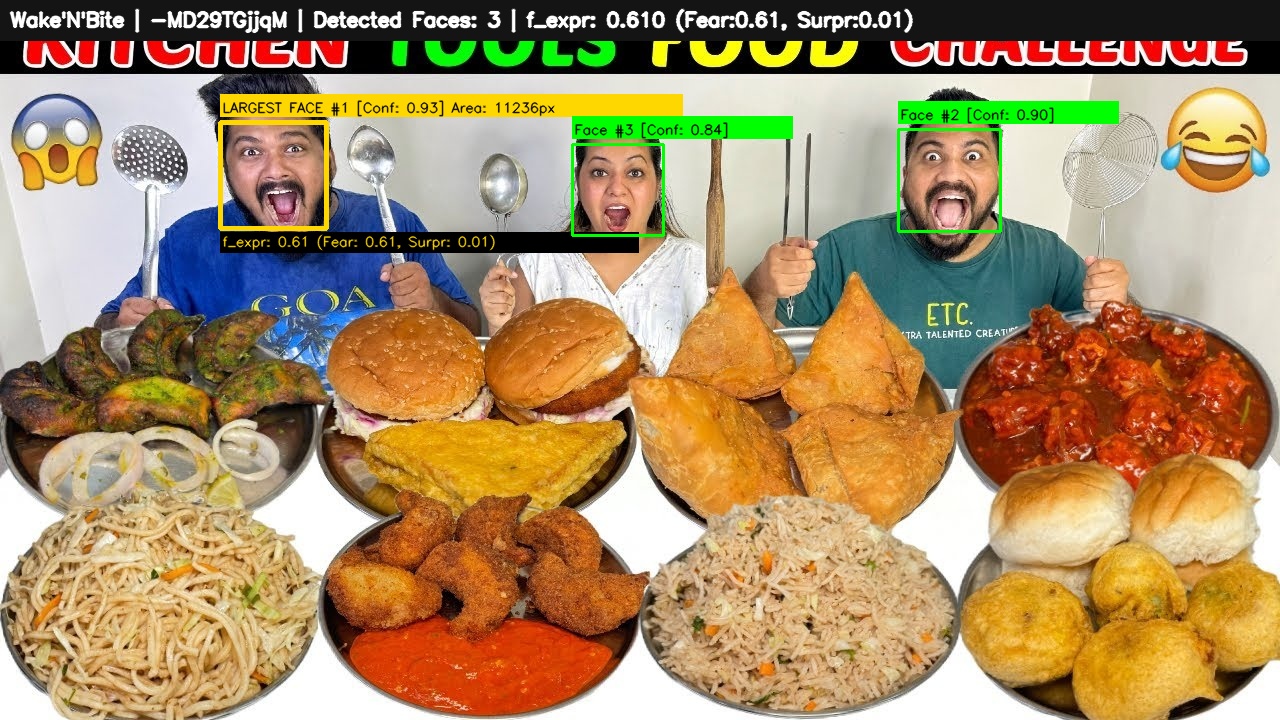 Wake'N'Bite | -MD29TGjjqM | Detected Faces: 3 | f_expr: 0.610 (Fear:0.61, Surpr:0.01)
KITCHEN TOOLS FOOD CHALLENGE
LARGEST FACE #1 [Conf: 0.93] Area: 11236px
Face #3 [Conf: 0.84]
Face #2 [Conf: 0.90]
f_expr: 0.61 (Fear: 0.61, Surpr: 0.01)
GOA
ETC.
TRA TALENTED CREATU